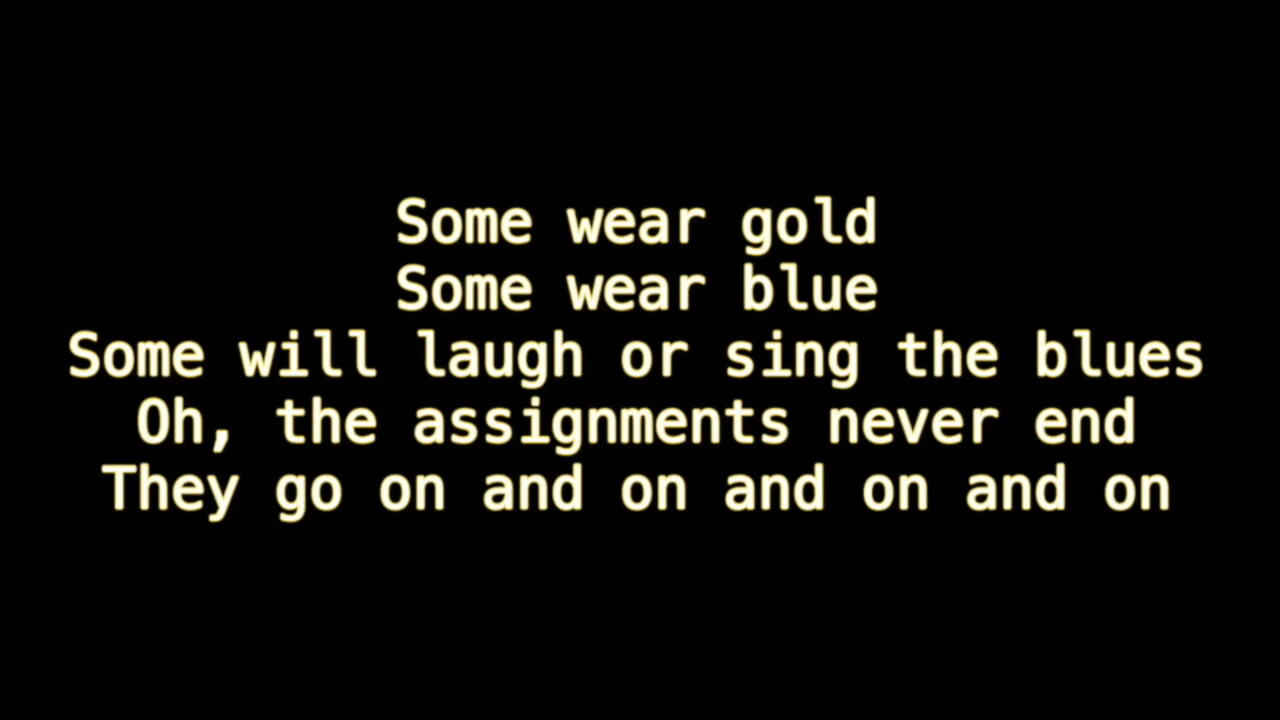 Some wear gold
Some wear blue
Some will laugh or sing the blues
Oh, the assignments never end
They go on and on and on and on